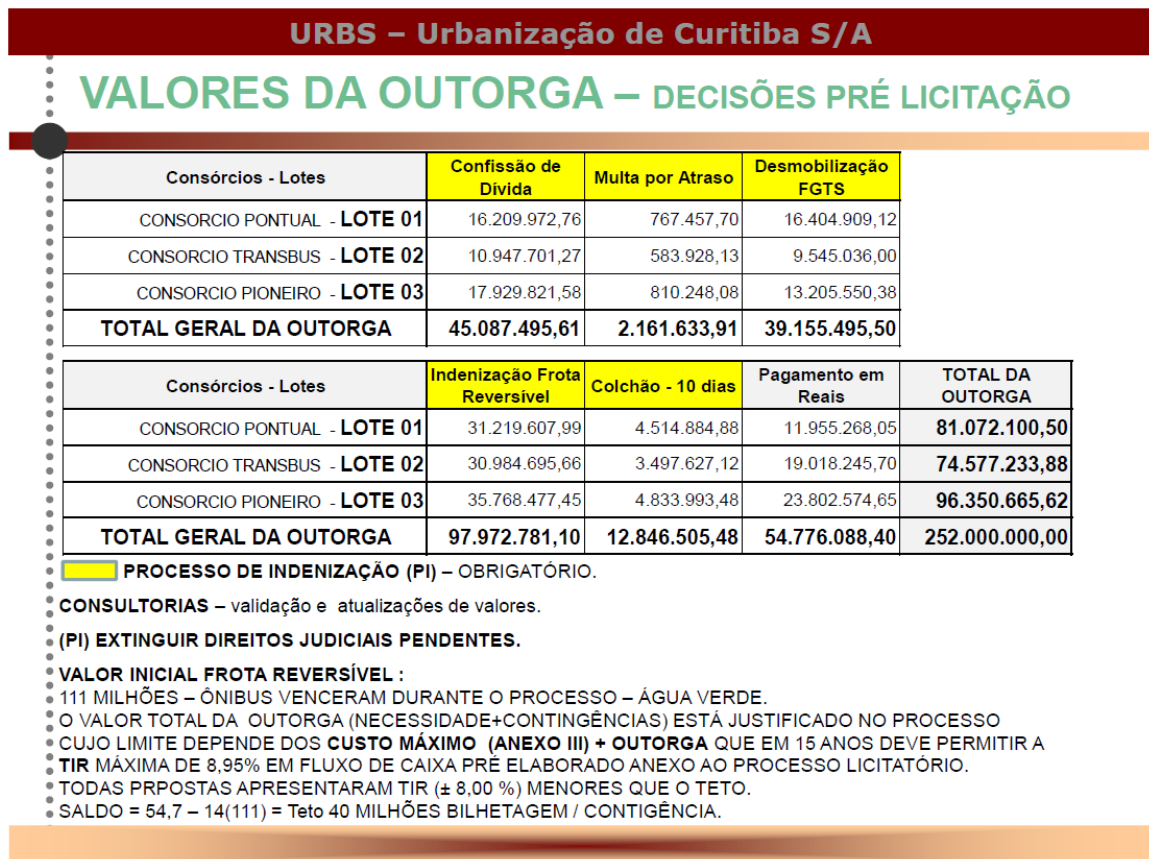 URBS – Urbanização de Curitiba S/A
VALORES DA OUTORGA – DECISÕES PRÉ LICITAÇÃO
Consórcios - Lotes Confissão de Dívida Multa por Atraso Desmobilização FGTS
CONSORCIO PONTUAL - LOTE 01 16.209.972,76 767.457,70 16.404.909,12
CONSORCIO TRANSBUS - LOTE 02 10.947.701,27 583.928,13 9.545.036,00
CONSORCIO PIONEIRO - LOTE 03 17.929.821,58 810.248,08 13.205.550,38
TOTAL GERAL DA OUTORGA 45.087.495,61 2.161.633,91 39.155.495,50
Consórcios - Lotes Indenização Frota Reversível Colchão - 10 dias Pagamento em Reais TOTAL DA OUTORGA
CONSORCIO PONTUAL - LOTE 01 31.219.607,99 4.514.884,88 11.955.268,05 81.072.100,50
CONSORCIO TRANSBUS - LOTE 02 30.984.695,66 3.497.627,12 19.018.245,70 74.577.233,88
CONSORCIO PIONEIRO - LOTE 03 35.768.477,45 4.833.993,48 23.802.574,65 96.350.665,62
TOTAL GERAL DA OUTORGA 97.972.781,10 12.846.505,48 54.776.088,40 252.000.000,00
PROCESSO DE INDENIZAÇÃO (PI) – OBRIGATÓRIO.
CONSULTORIAS – validação e atualizações de valores.
(PI) EXTINGUIR DIREITOS JUDICIAIS PENDENTES.
VALOR INICIAL FROTA REVERSÍVEL :
111 MILHÕES – ÔNIBUS VENCERAM DURANTE O PROCESSO – ÁGUA VERDE.
O VALOR TOTAL DA OUTORGA (NECESSIDADE+CONTINGÊNCIAS) ESTÁ JUSTIFICADO NO PROCESSO
CUJO LIMITE DEPENDE DOS CUSTO MÁXIMO (ANEXO III) + OUTORGA QUE EM 15 ANOS DEVE PERMITIR A
TIR MÁXIMA DE 8,95% EM FLUXO DE CAIXA PRÉ ELABORADO ANEXO AO PROCESSO LICITATÓRIO.
TODAS PRPOSTAS APRESENTARAM TIR (± 8,00 %) MENORES QUE O TETO.
SALDO = 54,7 – 14(111) = Teto 40 MILHÕES BILHETAGEM / CONTIGÊNCIA.